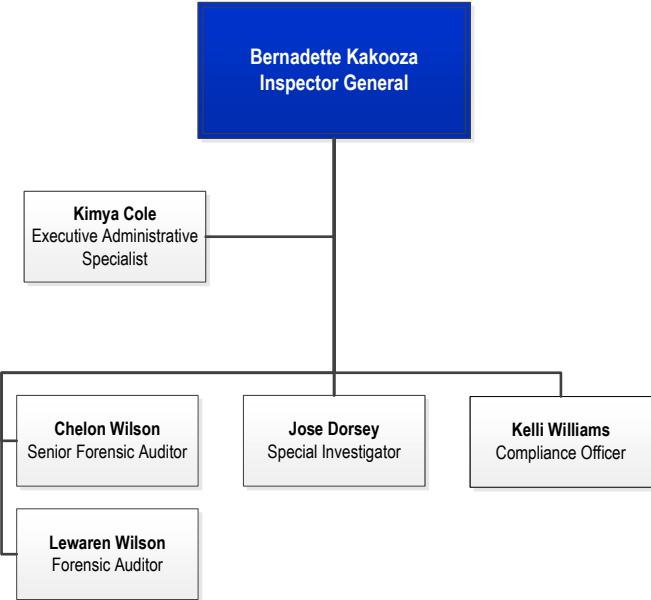 Bernadette Kakooza
Inspector General
Kimya Cole
Executive Administrative
Specialist
Chelon Wilson
Senior Forensic Auditor
Jose Dorsey
Special Investigator
Kelli Williams
Compliance Officer
Lewaren Wilson
Forensic Auditor